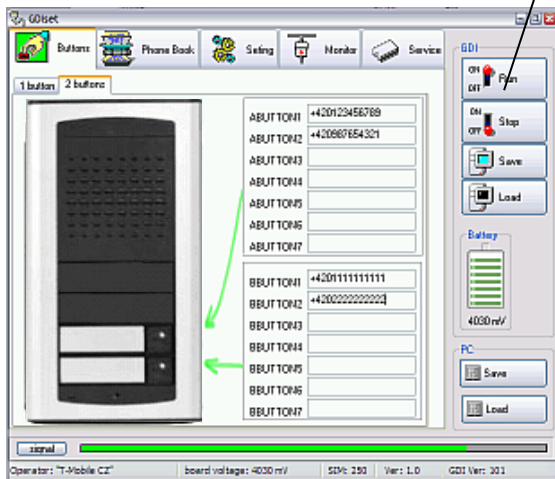 GDIset
Buttons
Phone Book
Seting
Monitor
Service
1 button
2 buttons
ABUTTON1 +420123456789
ABUTTON2 +420987654321
ABUTTON3
ABUTTON4
ABUTTON5
ABUTTON6
ABUTTON7
BBUTTON1 +4201111111111
BBUTTON2 +4202222222222
BBUTTON3
BBUTTON4
BBUTTON5
BBUTTON6
BBUTTON7
GDI
ON
OFF
Run
ON
OFF
Stop
Save
Load
Battery
4030 mV
PC
Save
Load
signal
Operator: "T-Mobile CZ"
board voltage: 4030 mV
SIM: 250
Ver: 1.0
GDI Ver: 101